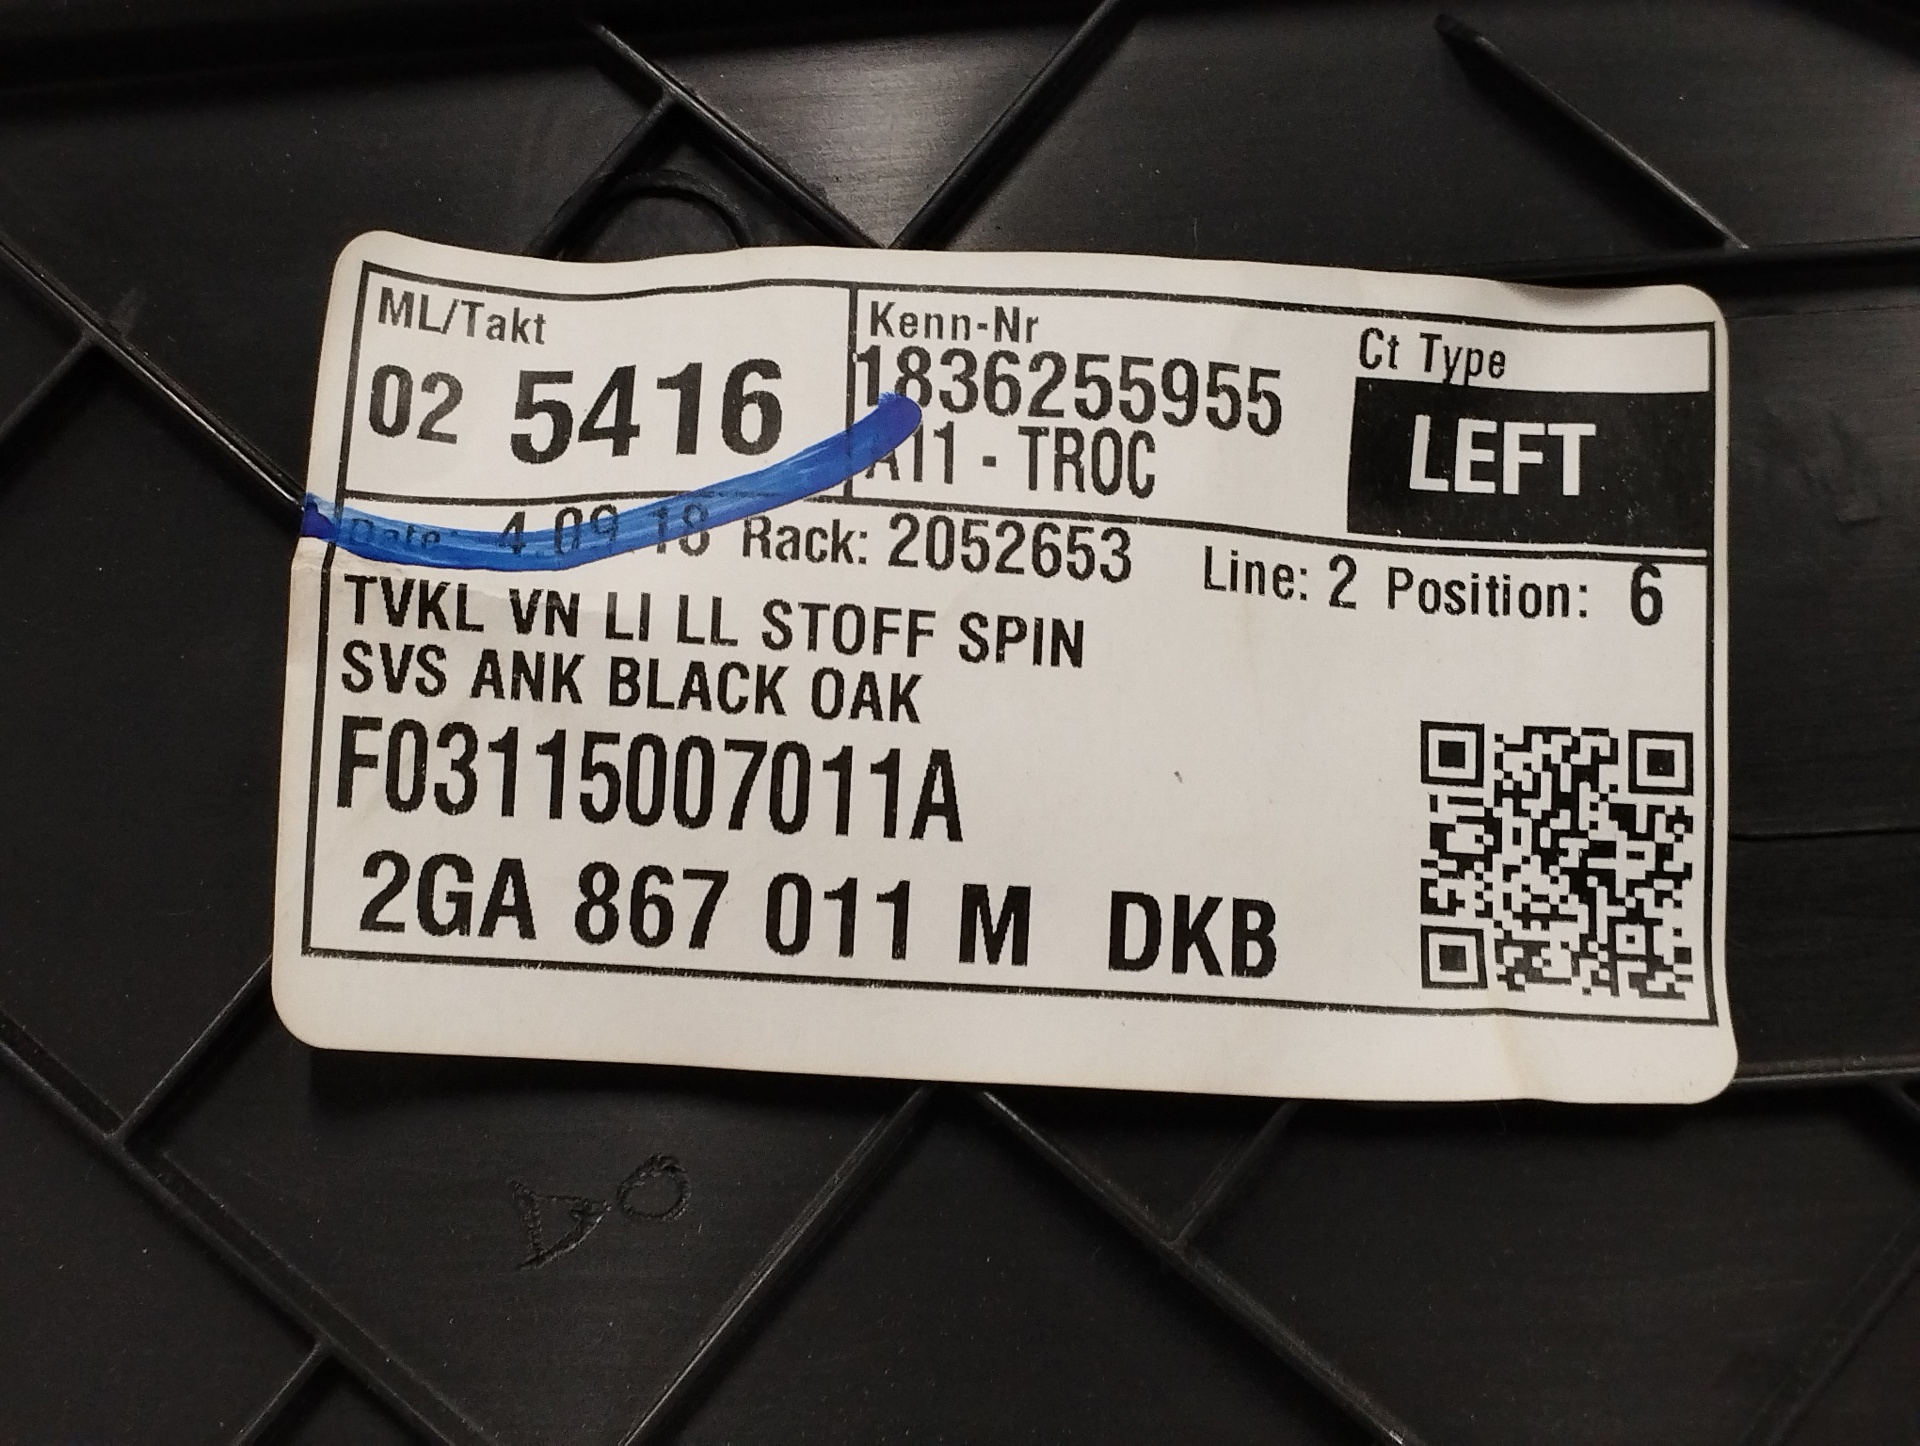 ML/Takt
02 5416
Kenn-Nr
1836255955
A11 - TROC
Ct Type
LEFT
Date: 4.09.18 Rack: 2052653 Line: 2 Position: 6
TVKL VN LI LL STOFF SPIN
SVS ANK BLACK OAK
F03115007011A
2GA 867 011 M DKB